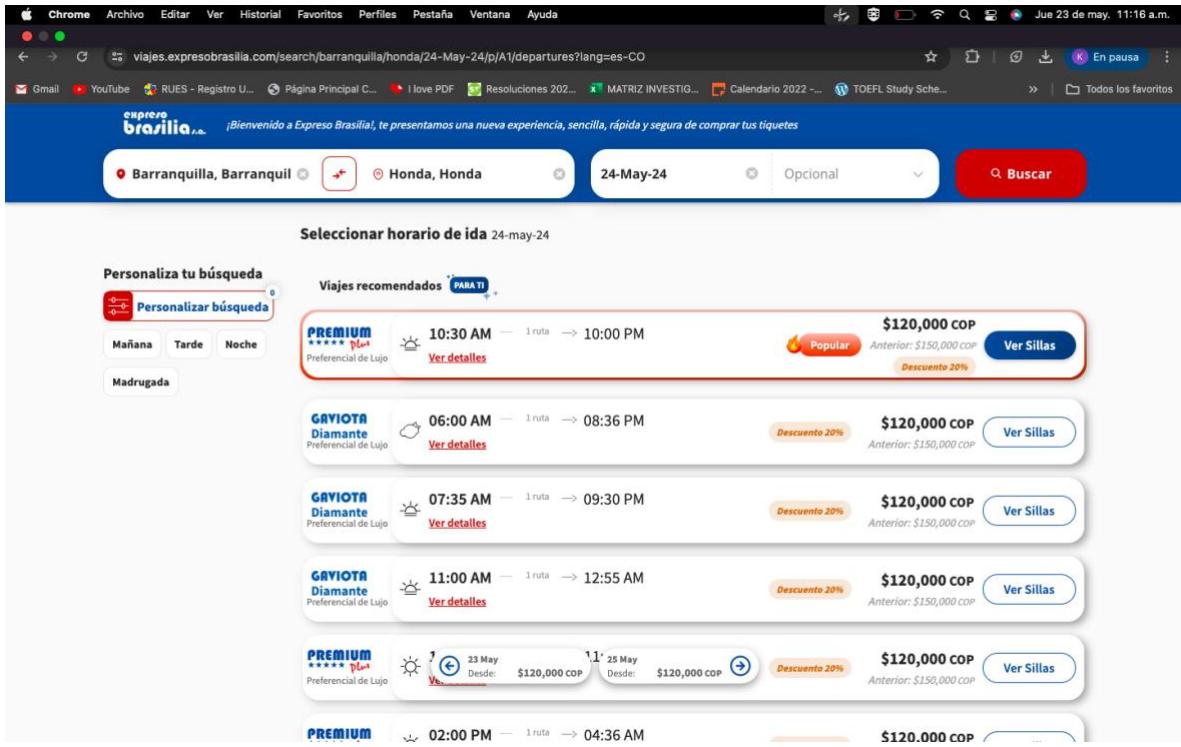 Chrome Archivo Editar Ver Historial Favoritos Perfiles Pestaña Ventana Ayuda Jue 23 de may. 11:16 a.m.
viajes.expresobrasilia.com/search/barranquilla/honda/24-May-24/p/A1/departures?lang=es-CO K En pausa
Gmail YouTube RUES - Registro U... Página Principal C... I love PDF Resoluciones 202... MATRIZ INVESTIG... Calendario 2022 -... TOEFL Study Sche... » Todos los favoritos
expreso
brasilia s.a. ¡Bienvenido a Expreso Brasilia!, te presentamos una nueva experiencia, sencilla, rápida y segura de comprar tus tiquetes
Barranquilla, Barranquil Honda, Honda 24-May-24 Opcional Buscar
Seleccionar horario de ida 24-may-24
Personaliza tu búsqueda
0
Personalizar búsqueda
Mañana Tarde Noche
Madrugada
Viajes recomendados PARA TI
PREMIUM plus
Preferencial de Lujo
10:30 AM 1 ruta 10:00 PM
Ver detalles
Popular
$120,000 COP
Anterior: $150,000 COP
Descuento 20%
Ver Sillas
GAVIOTA
Diamante
Preferencial de Lujo
06:00 AM 1 ruta 08:36 PM
Ver detalles
Descuento 20%
$120,000 COP
Anterior: $150,000 COP
Ver Sillas
GAVIOTA
Diamante
Preferencial de Lujo
07:35 AM 1 ruta 09:30 PM
Ver detalles
Descuento 20%
$120,000 COP
Anterior: $150,000 COP
Ver Sillas
GAVIOTA
Diamante
Preferencial de Lujo
11:00 AM 1 ruta 12:55 AM
Ver detalles
Descuento 20%
$120,000 COP
Anterior: $150,000 COP
Ver Sillas
PREMIUM plus
Preferencial de Lujo
23 May
Desde: $120,000 COP
25 May
Desde: $120,000 COP
Descuento 20%
$120,000 COP
Anterior: $150,000 COP
Ver Sillas
PREMIUM
02:00 PM 1 ruta 04:36 AM
$120,000 COP